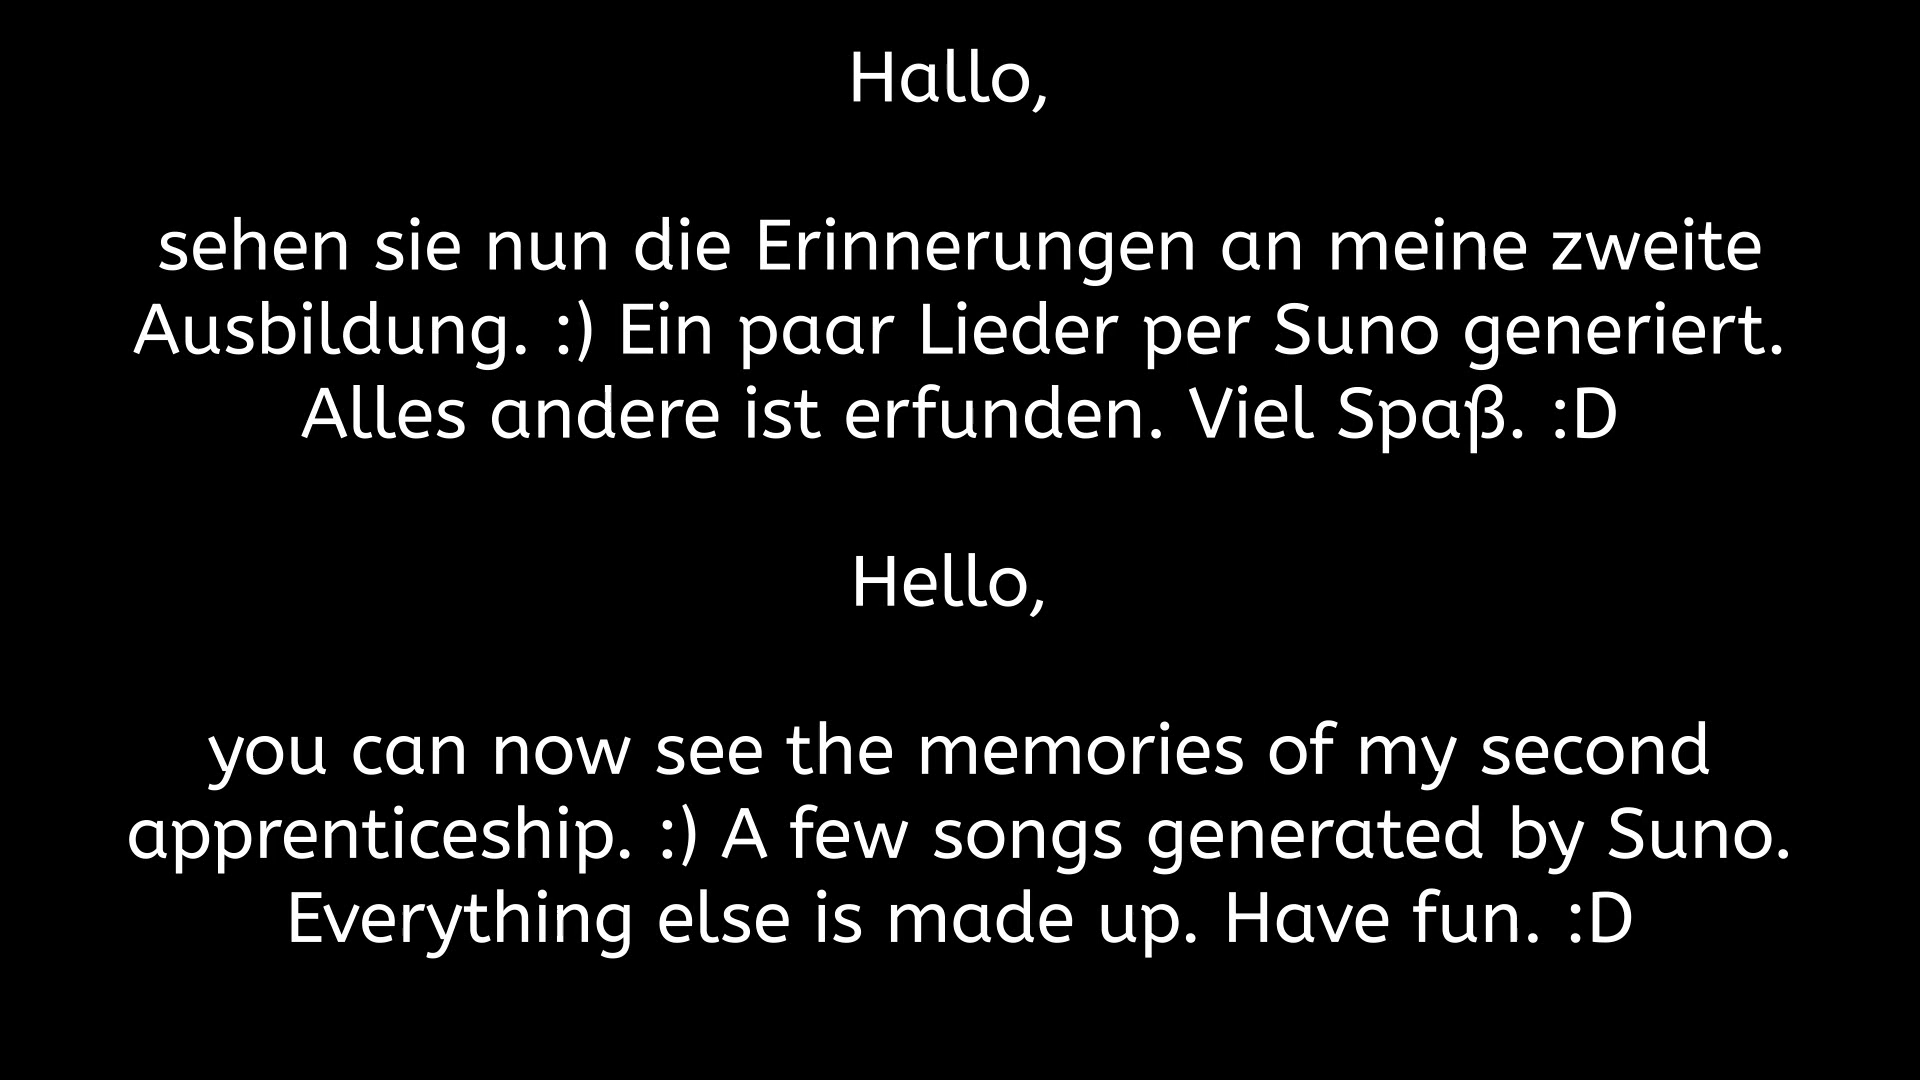 Hallo,
sehen sie nun die Erinnerungen an meine zweite
Ausbildung. :) Ein paar Lieder per Suno generiert.
Alles andere ist erfunden. Viel Spaß. :D
Hello,
you can now see the memories of my second
apprenticeship. :) A few songs generated by Suno.
Everything else is made up. Have fun. :D